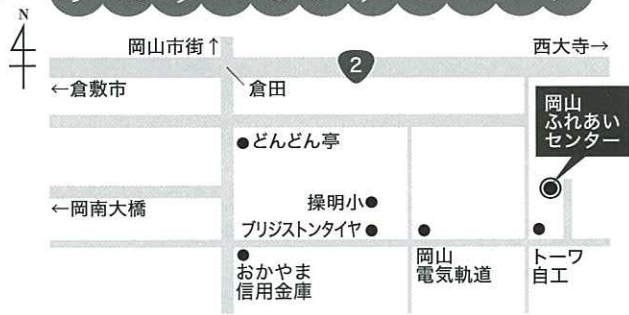 N
岡山市街↑
西大寺→
2
←倉敷市
倉田
岡山
ふれあい
センター
●どんどん亭
操明小●
←岡南大橋
ブリジストンタイヤ●
おかやま
信用金庫
岡山
電気軌道
トーワ
自工